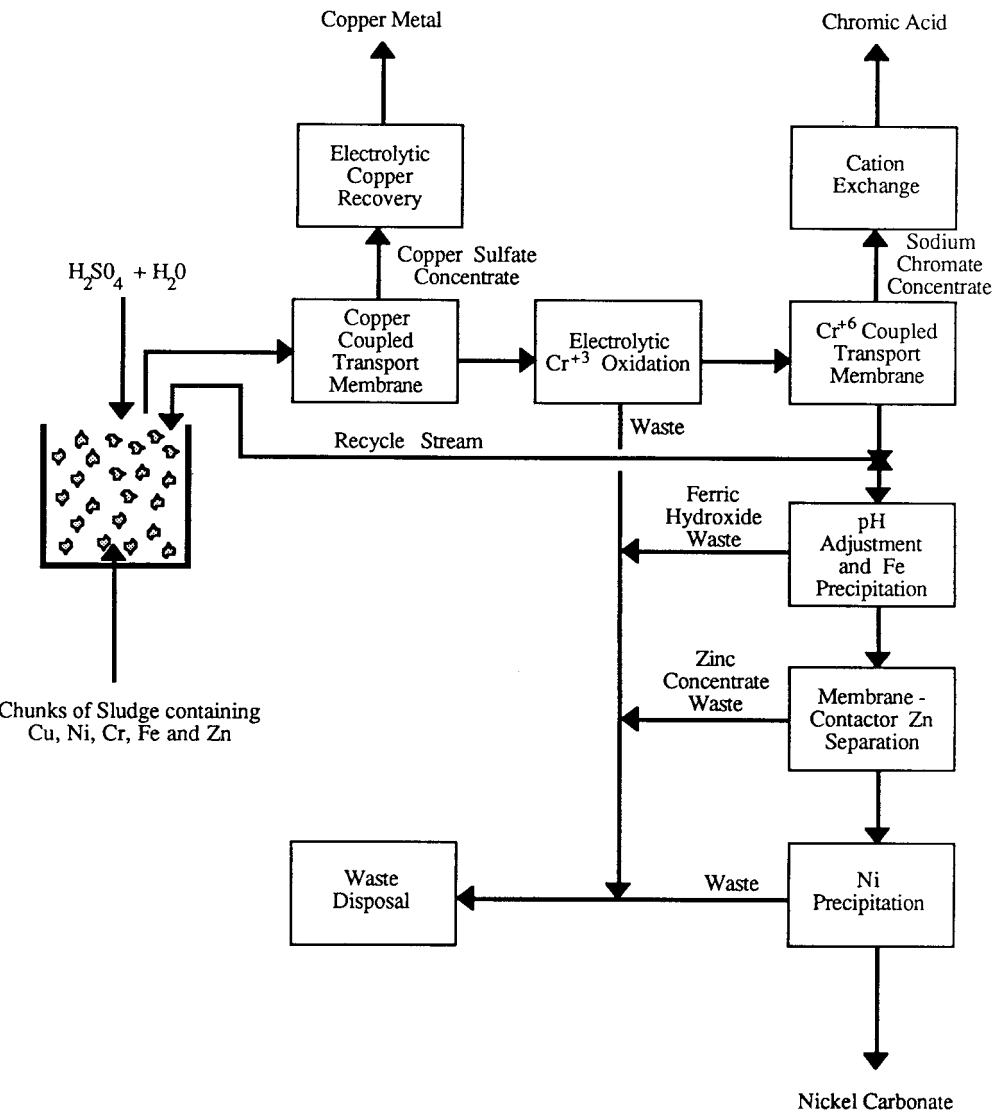 Copper Metal
Chromic Acid
Electrolytic
Copper
Recovery
Cation
Exchange
Copper Sulfate
Concentrate
Sodium
Chromate
Concentrate
H2S04 + H20
Copper
Coupled
Transport
Membrane
Electrolytic
Cr+3 Oxidation
Cr+6 Coupled
Transport
Membrane
Waste
Recycle Stream
Ferric
Hydroxide
Waste
pH
Adjustment
and Fe
Precipitation
Zinc
Concentrate
Waste
Membrane -
Contactor Zn
Separation
Chunks of Sludge containing
Cu, Ni, Cr, Fe and Zn
Waste
Disposal
Waste
Ni
Precipitation
Nickel Carbonate